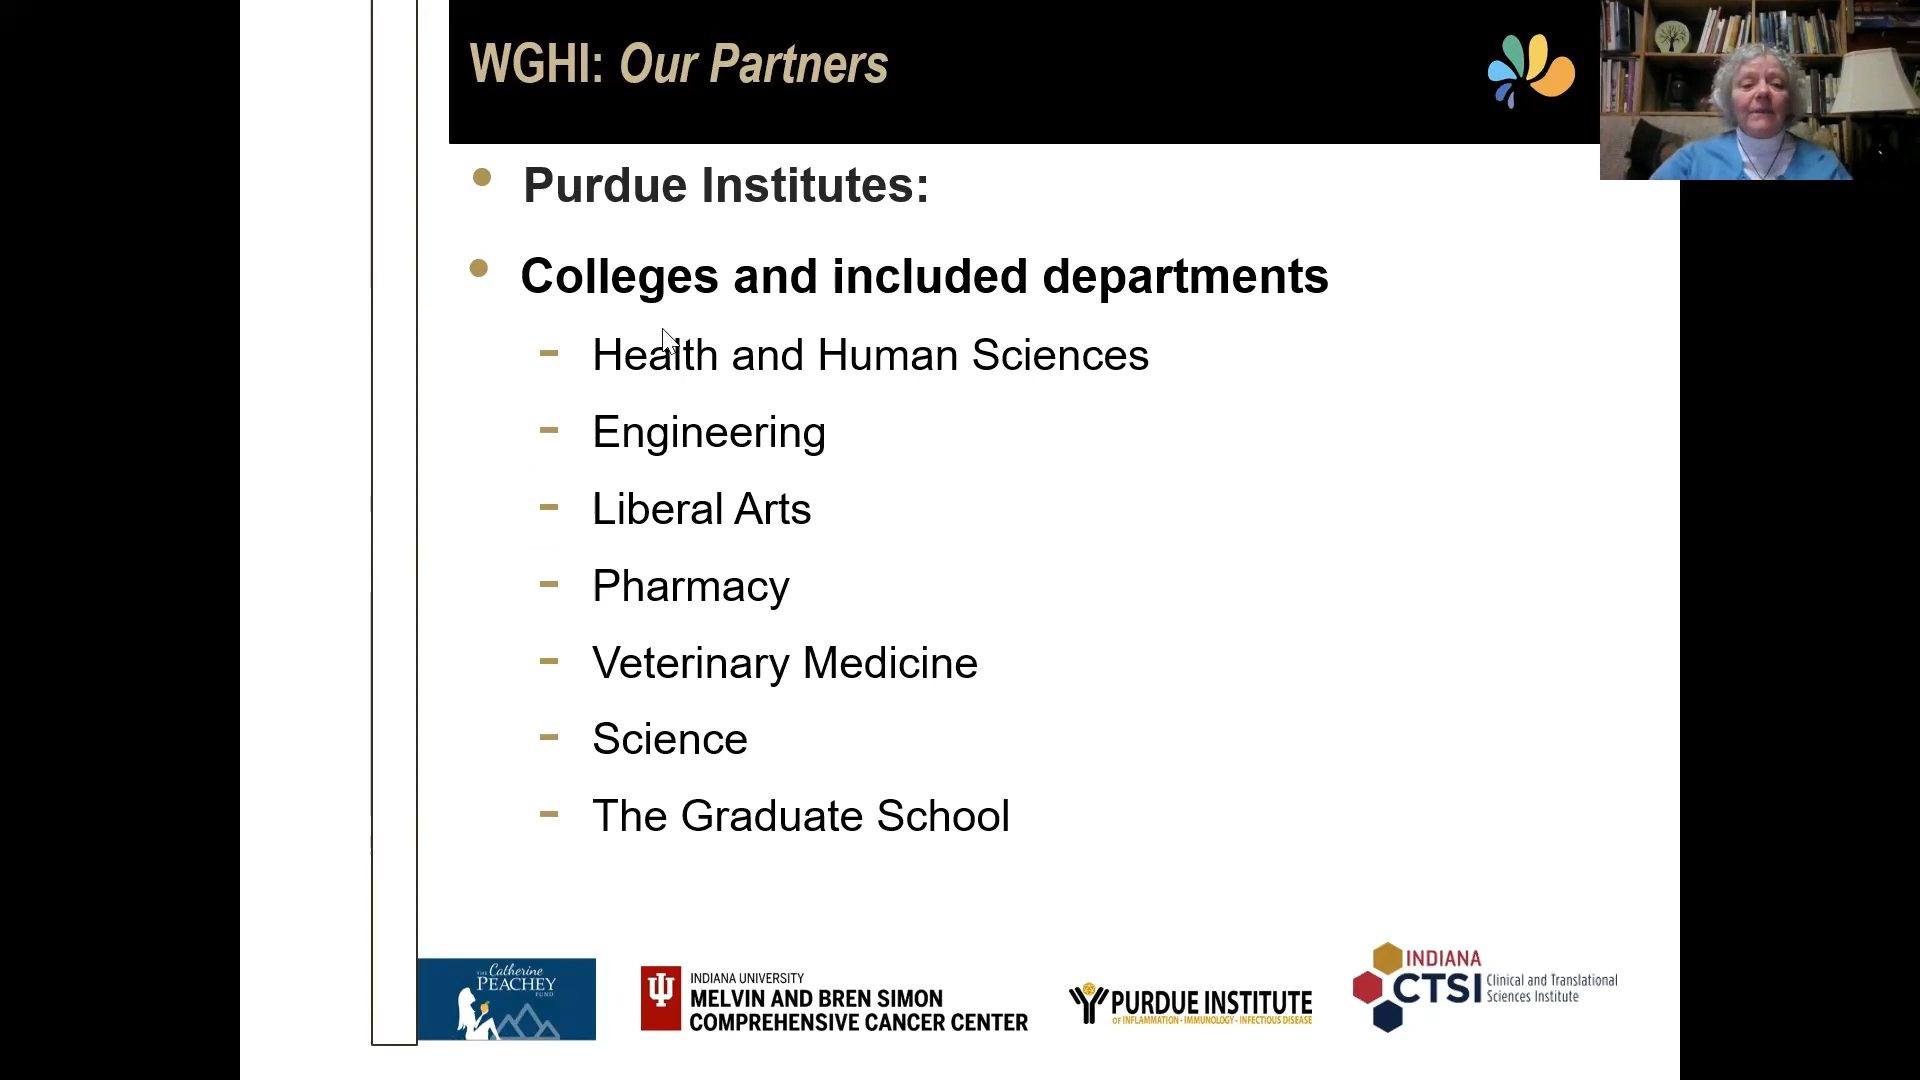 WGHI: Our Partners
Purdue Institutes:
Colleges and included departments
Health and Human Sciences
Engineering
Liberal Arts
Pharmacy
Veterinary Medicine
Science
The Graduate School
THE Catherine
PEACHEY
FUND
INDIANA UNIVERSITY
MELVIN AND BREN SIMON
COMPREHENSIVE CANCER CENTER
PURDUE INSTITUTE
OF INFLAMMATION • IMMUNOLOGY • INFECTIOUS DISEASE
INDIANA
CTSI
Clinical and Translational
Sciences Institute